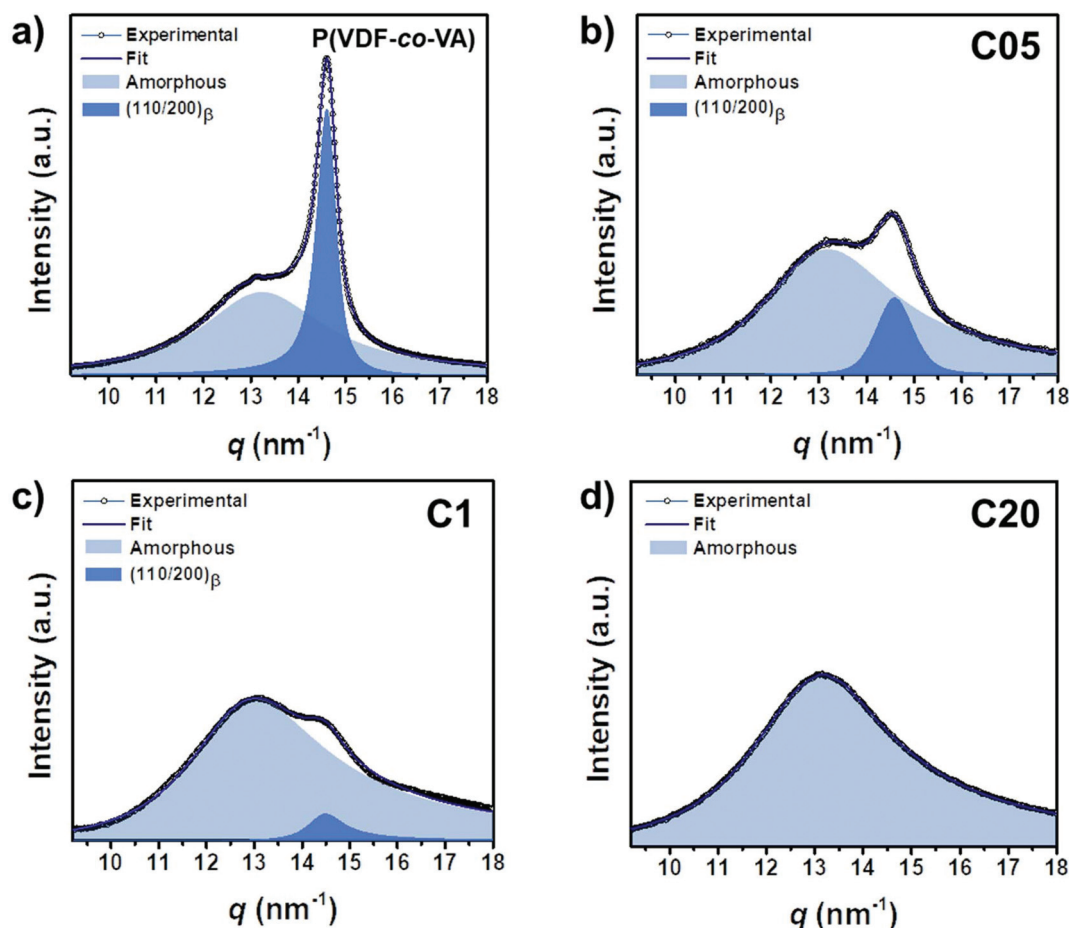 a)
P(VDF-co-VA)
Experimental
Fit
Amorphous
(110/200)β
Intensity (a.u.)
10 11 12 13 14 15 16 17 18
q (nm-1)
b)
C05
Experimental
Fit
Amorphous
(110/200)β
Intensity (a.u.)
10 11 12 13 14 15 16 17 18
q (nm-1)
c)
C1
Experimental
Fit
Amorphous
(110/200)β
Intensity (a.u.)
10 11 12 13 14 15 16 17 18
q (nm-1)
d)
C20
Experimental
Fit
Amorphous
Intensity (a.u.)
10 11 12 13 14 15 16 17 18
q (nm-1)